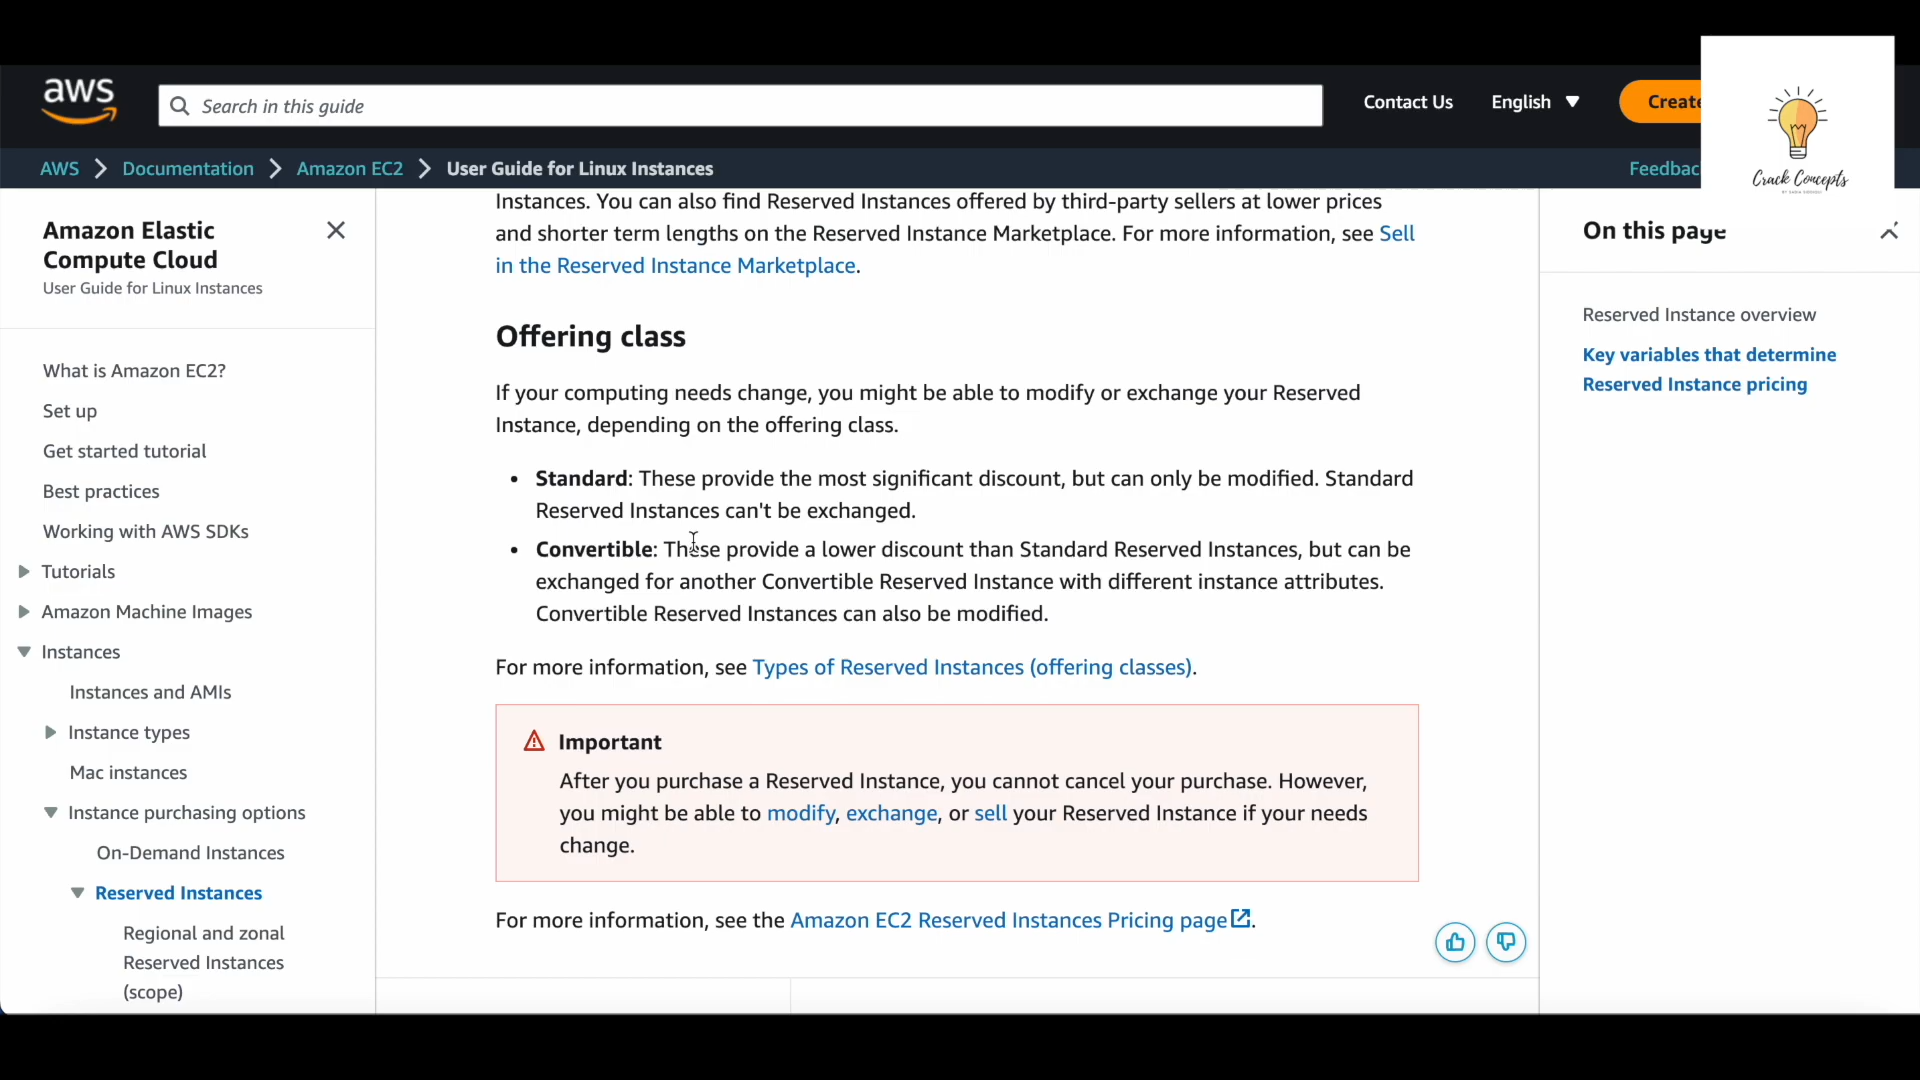 aws
Search in this guide
Contact Us
English
Create
AWS
Documentation
Amazon EC2
User Guide for Linux Instances
Feedbac
Crack Concepts
Amazon Elastic
Compute Cloud
User Guide for Linux Instances
What is Amazon EC2?
Set up
Get started tutorial
Best practices
Working with AWS SDKs
Tutorials
Amazon Machine Images
Instances
Instances and AMIs
Instance types
Mac instances
Instance purchasing options
On-Demand Instances
Reserved Instances
Regional and zonal
Reserved Instances
(scope)
Instances. You can also find Reserved Instances offered by third-party sellers at lower prices
and shorter term lengths on the Reserved Instance Marketplace. For more information, see Sell
in the Reserved Instance Marketplace.
Offering class
If your computing needs change, you might be able to modify or exchange your Reserved
Instance, depending on the offering class.
• Standard: These provide the most significant discount, but can only be modified. Standard
Reserved Instances can't be exchanged.
• Convertible: These provide a lower discount than Standard Reserved Instances, but can be
exchanged for another Convertible Reserved Instance with different instance attributes.
Convertible Reserved Instances can also be modified.
For more information, see Types of Reserved Instances (offering classes).
Important
After you purchase a Reserved Instance, you cannot cancel your purchase. However,
you might be able to modify, exchange, or sell your Reserved Instance if your needs
change.
For more information, see the Amazon EC2 Reserved Instances Pricing page.
On this page
Reserved Instance overview
Key variables that determine
Reserved Instance pricing